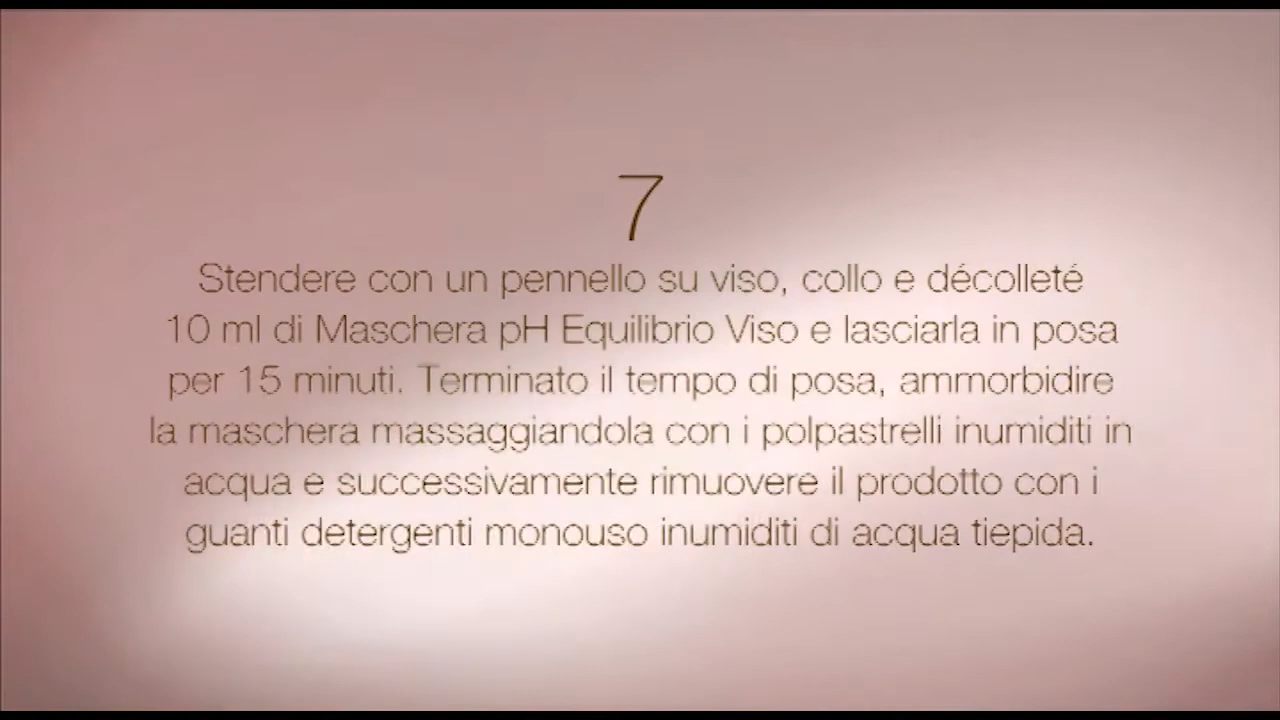 7
Stendere con un pennello su viso, collo e décolleté
10 ml di Maschera pH Equilibrio Viso e lasciarla in posa
per 15 minuti. Terminato il tempo di posa, ammorbidire
la maschera massaggiandola con i polpastrelli inumiditi in
acqua e successivamente rimuovere il prodotto con i
guanti detergenti monouso inumiditi di acqua tiepida.